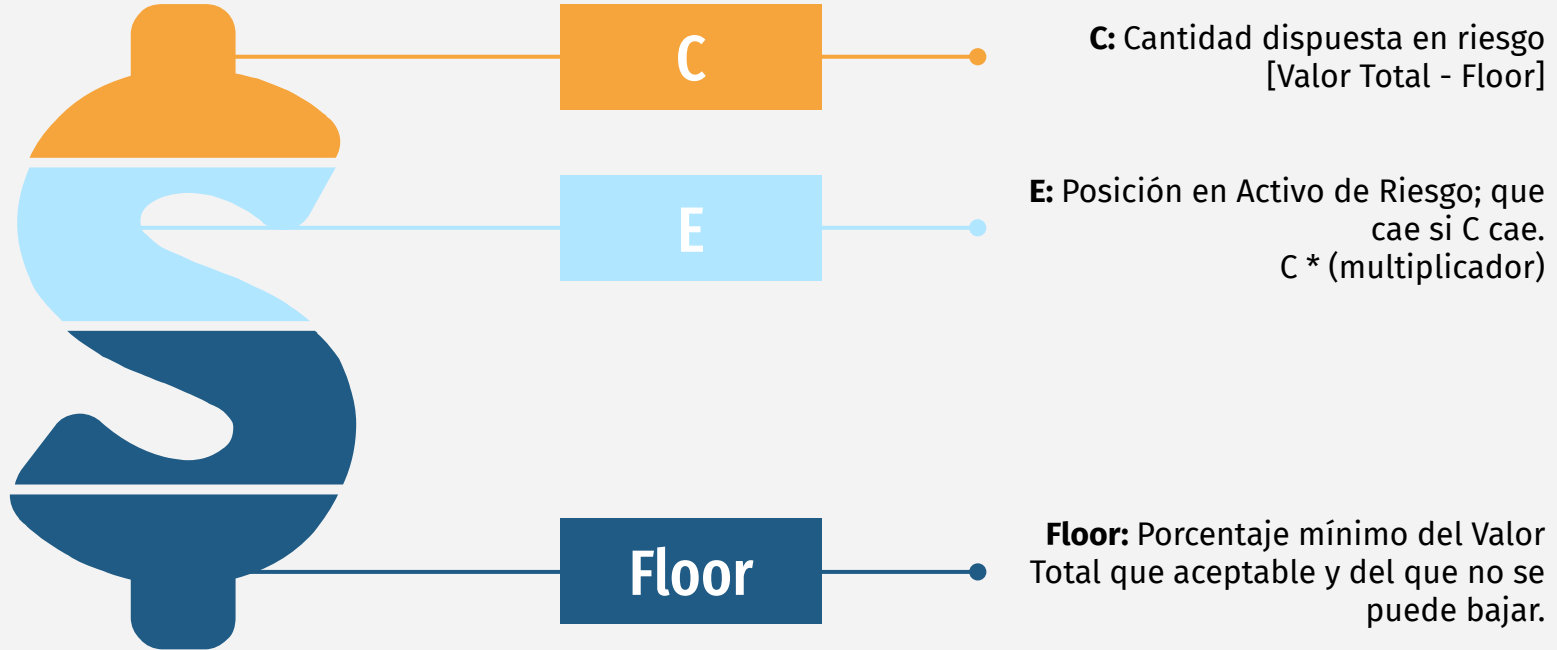 C
C: Cantidad dispuesta en riesgo
[Valor Total - Floor]
E
E: Posición en Activo de Riesgo; que
cae si C cae.
C * (multiplicador)
Floor
Floor: Porcentaje mínimo del Valor
Total que aceptable y del que no se
puede bajar.